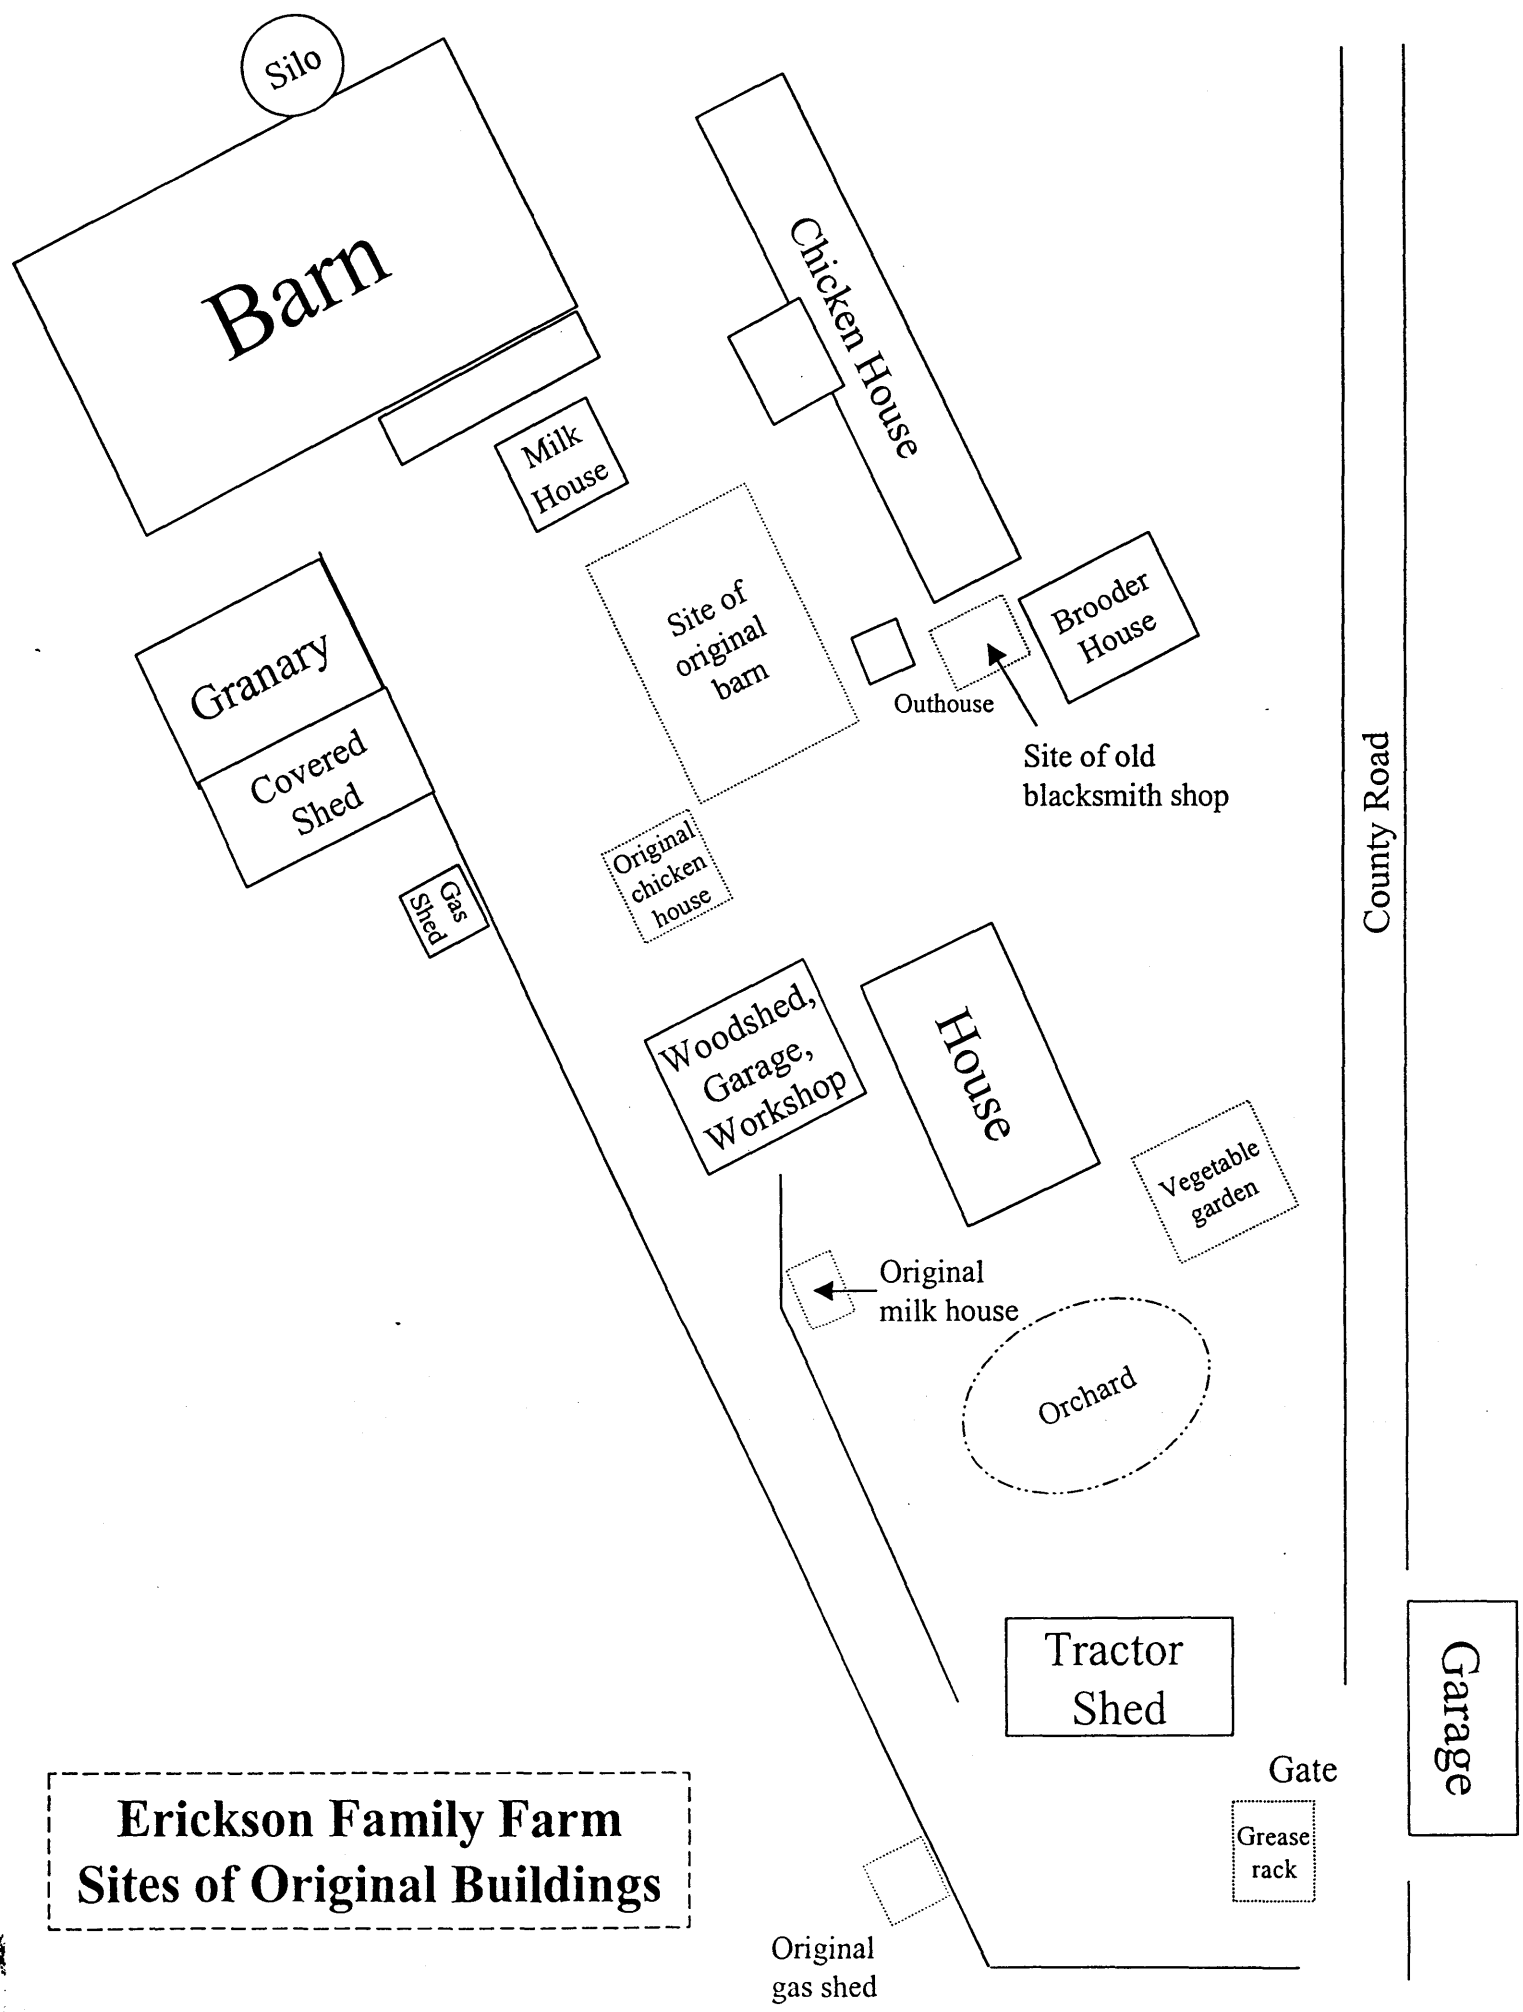 Silo
Barn
Chicken House
Milk
House
Site of
original
barn
Brooder
House
Granary
Outhouse
Covered
Shed
Site of old
blacksmith shop
County Road
Original
chicken
house
Gas
Shed
Woodshed,
Garage,
Workshop
House
Vegetable
garden
Original
milk house
Orchard
Tractor
Shed
Garage
Gate
Grease
rack
Erickson Family Farm
Sites of Original Buildings
Original
gas shed